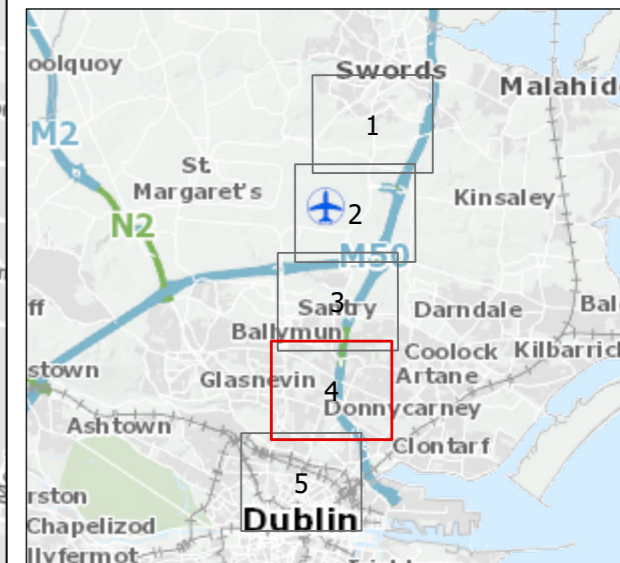 oolquoy
Swords
Malahid
M2
1
St.
Margaret's
Kinsaley
2
N2
M50
ff
3
Santry
Darndale
Bal
Ballymun
Coolock
Kilbarrick
stown
Glasnevin
4
Artane
Donnycarney
Ashtown
Clontarf
5
rston
Dublin
Chapelizod
llyfermot